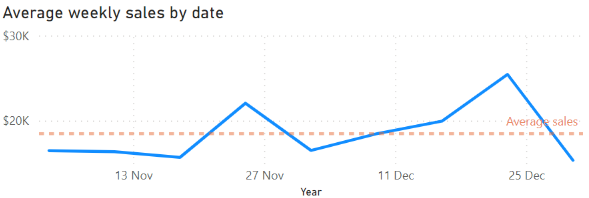 Average weekly sales by date
$30K
$20K
Average sales
13 Nov
27 Nov
11 Dec
25 Dec
Year